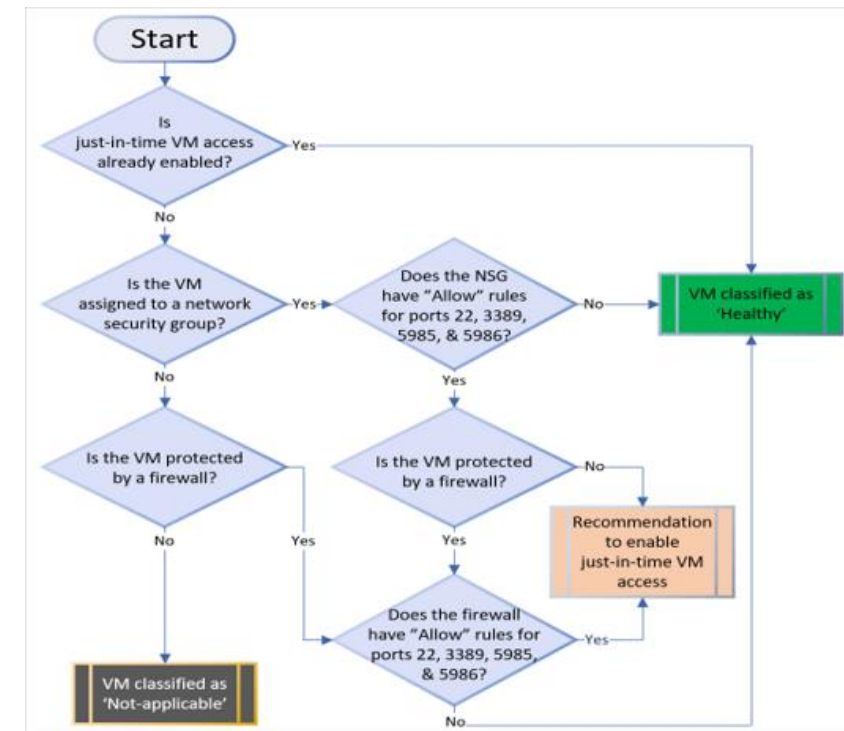 Start
Is
just-in-time VM access
already enabled?
Yes
No
Is the VM
assigned to a network
security group?
Yes
Does the NSG
have “Allow” rules
for ports 22, 3389,
5985, & 5986?
No
VM classified as
‘Healthy’
No
Yes
Is the VM protected
by a firewall?
Is the VM protected
by a firewall?
No
Recommendation
to enable
just-in-time VM
access
No
Yes
Yes
Does the firewall
have “Allow” rules for
ports 22, 3389, 5985,
& 5986?
Yes
VM classified as
‘Not-applicable’
No